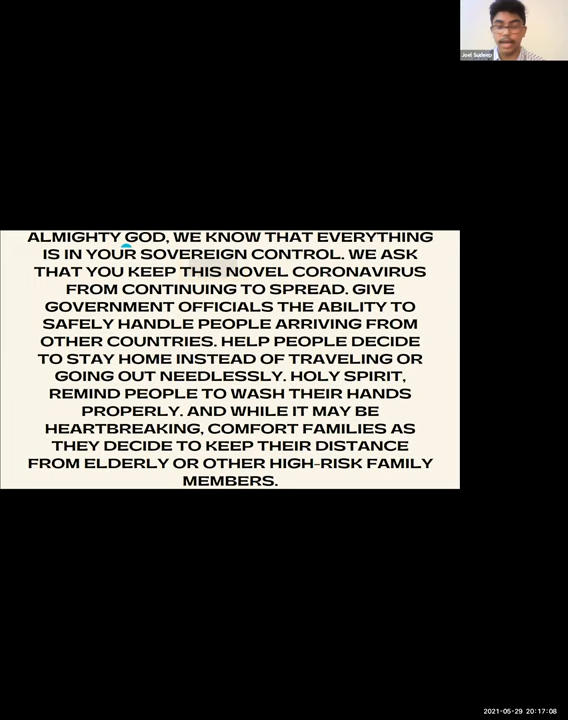 Joel Sudeep
ALMIGHTY GOD, WE KNOW THAT EVERYTHING
IS IN YOUR SOVEREIGN CONTROL. WE ASK
THAT YOU KEEP THIS NOVEL CORONAVIRUS
FROM CONTINUING TO SPREAD. GIVE
GOVERNMENT OFFICIALS THE ABILITY TO
SAFELY HANDLE PEOPLE ARRIVING FROM
OTHER COUNTRIES. HELP PEOPLE DECIDE
TO STAY HOME INSTEAD OF TRAVELING OR
GOING OUT NEEDLESSLY. HOLY SPIRIT,
REMIND PEOPLE TO WASH THEIR HANDS
PROPERLY. AND WHILE IT MAY BE
HEARTBREAKING, COMFORT FAMILIES AS
THEY DECIDE TO KEEP THEIR DISTANCE
FROM ELDERLY OR OTHER HIGH-RISK FAMILY
MEMBERS.
2021-05-29 20:17:08